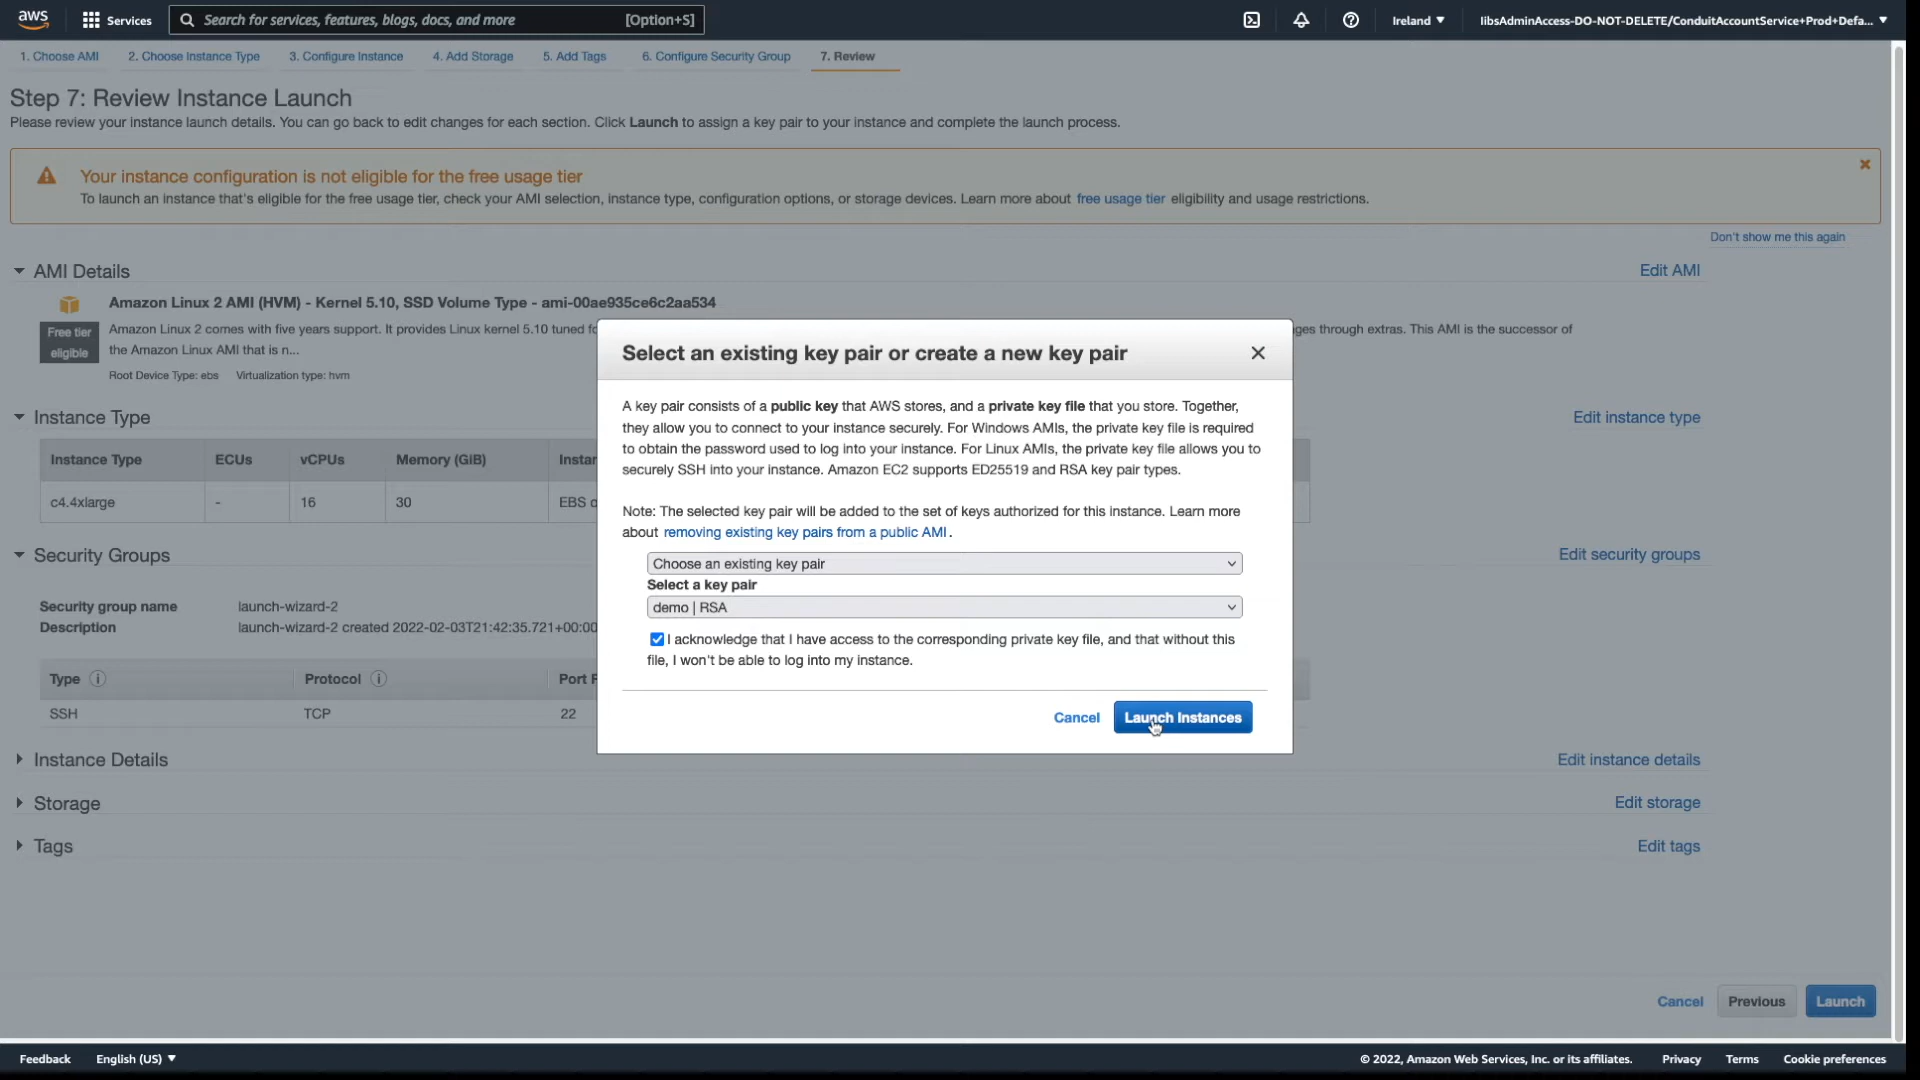 aws
Services
Search for services, features, blogs, docs, and more
[Option+S]
Ireland ▼
libsAdminAccess-DO-NOT-DELETE/ConduitAccountService+Prod+Defa... ▼
1. Choose AMI
2. Choose Instance Type
3. Configure Instance
4. Add Storage
5. Add Tags
6. Configure Security Group
7. Review
Step 7: Review Instance Launch
Please review your instance launch details. You can go back to edit changes for each section. Click Launch to assign a key pair to your instance and complete the launch process.
Your instance configuration is not eligible for the free usage tier
To launch an instance that's eligible for the free usage tier, check your AMI selection, instance type, configuration options, or storage devices. Learn more about free usage tier eligibility and usage restrictions.
Don't show me this again
AMI Details
Edit AMI
Amazon Linux 2 AMI (HVM) - Kernel 5.10, SSD Volume Type - ami-00ae935ce6c2aa534
Free tier
eligible
Amazon Linux 2 comes with five years support. It provides Linux kernel 5.10 tuned fo
ges through extras. This AMI is the successor of
the Amazon Linux AMI that is n...
Root Device Type: ebs Virtualization type: hvm
Select an existing key pair or create a new key pair
A key pair consists of a public key that AWS stores, and a private key file that you store. Together,
they allow you to connect to your instance securely. For Windows AMIs, the private key file is required
to obtain the password used to log into your instance. For Linux AMIs, the private key file allows you to
securely SSH into your instance. Amazon EC2 supports ED25519 and RSA key pair types.
Note: The selected key pair will be added to the set of keys authorized for this instance. Learn more
about removing existing key pairs from a public AMI .
Choose an existing key pair
Select a key pair
demo | RSA
I acknowledge that I have access to the corresponding private key file, and that without this
file, I won't be able to log into my instance.
Cancel
Launch Instances
Instance Type
Edit instance type
Instance Type ECUs vCPUs Memory (GiB) Instar
c4.4xlarge - 16 30 EBS o
Security Groups
Edit security groups
Security group name launch-wizard-2
Description launch-wizard-2 created 2022-02-03T21:42:35.721+00:00
Type Protocol Port F
SSH TCP 22
Instance Details
Edit instance details
Storage
Edit storage
Tags
Edit tags
Cancel
Previous
Launch
Feedback
English (US) ▼
© 2022, Amazon Web Services, Inc. or its affiliates.
Privacy
Terms
Cookie preferences